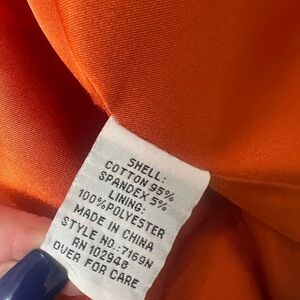 SHELL:
COTTON 95%
SPANDEX 5%
LINING:
100%POLYESTER
MADE IN CHINA
STYLE NO.:7169N
RN 102948
OVER FOR CARE